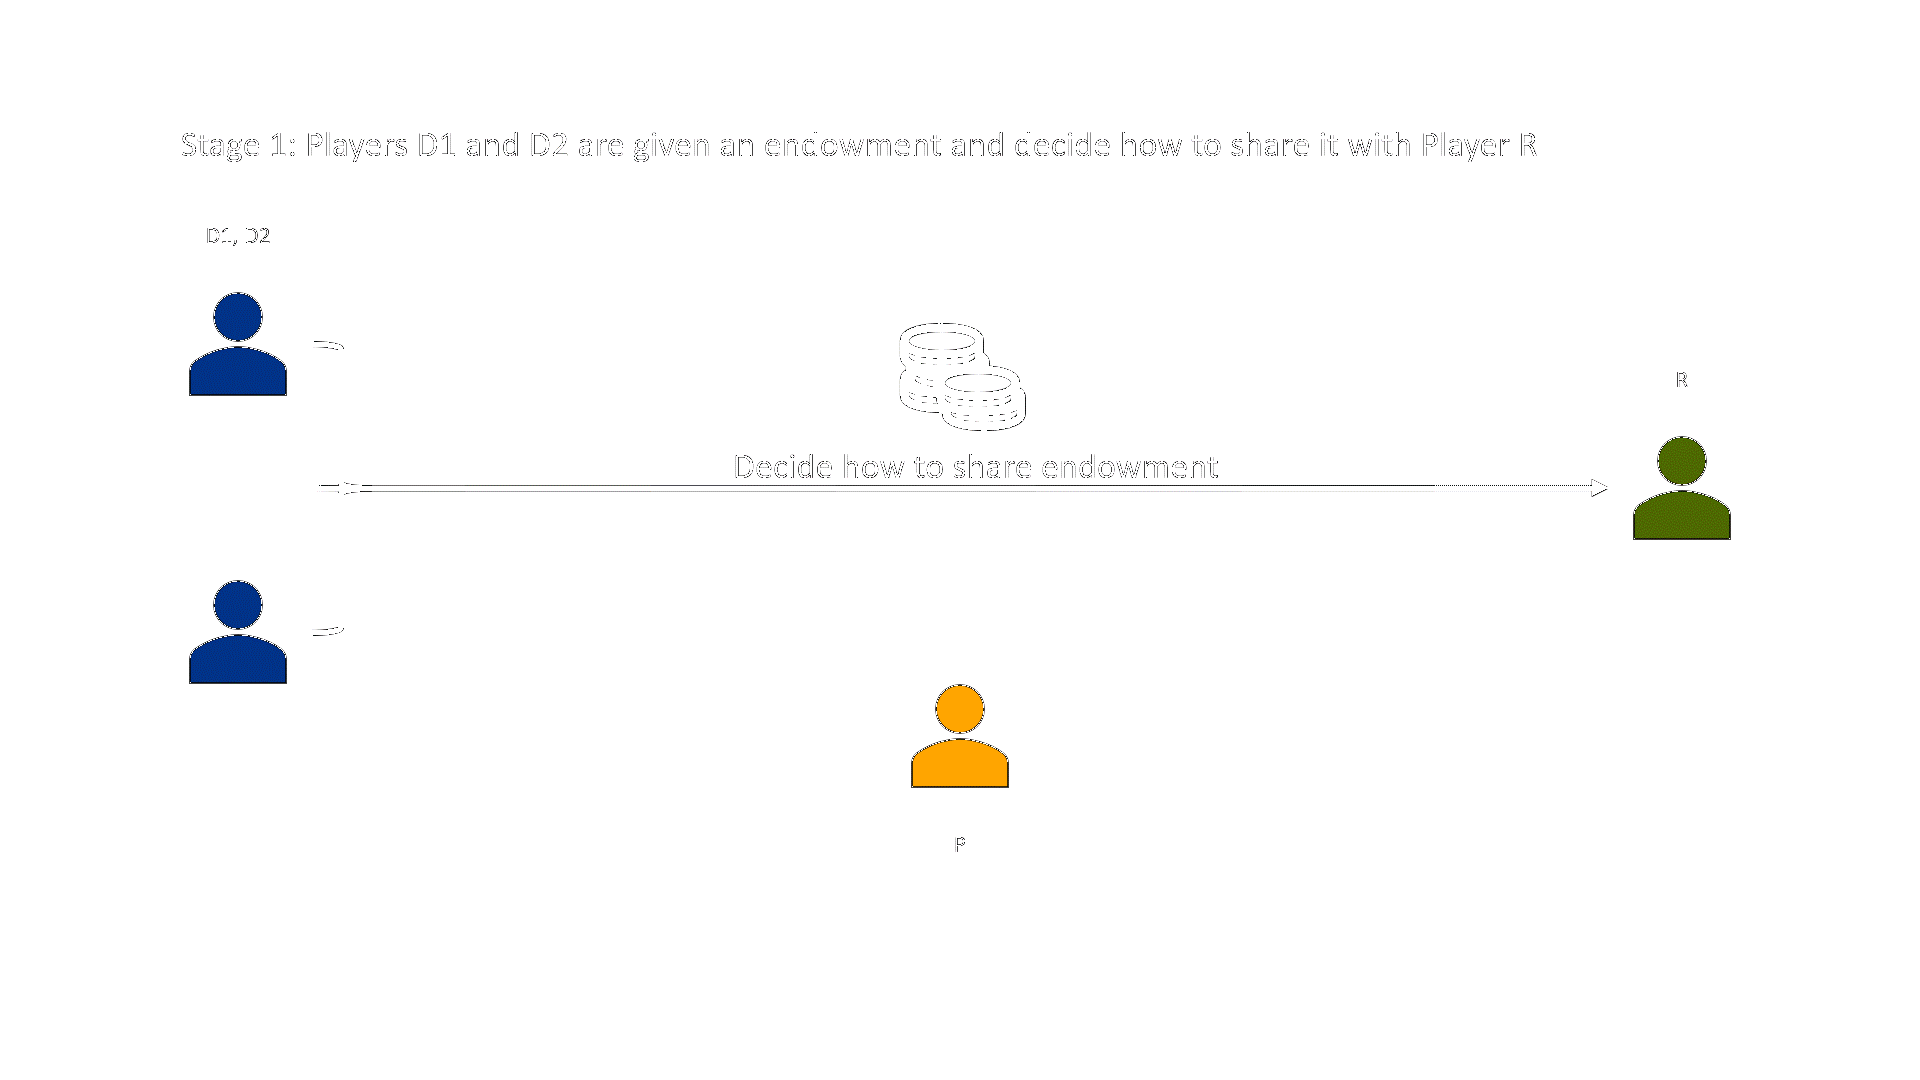 Stage 1: Players D1 and D2 are given an endowment and decide how to share it with Player R
D1, D2
R
Decide how to share endowment
P